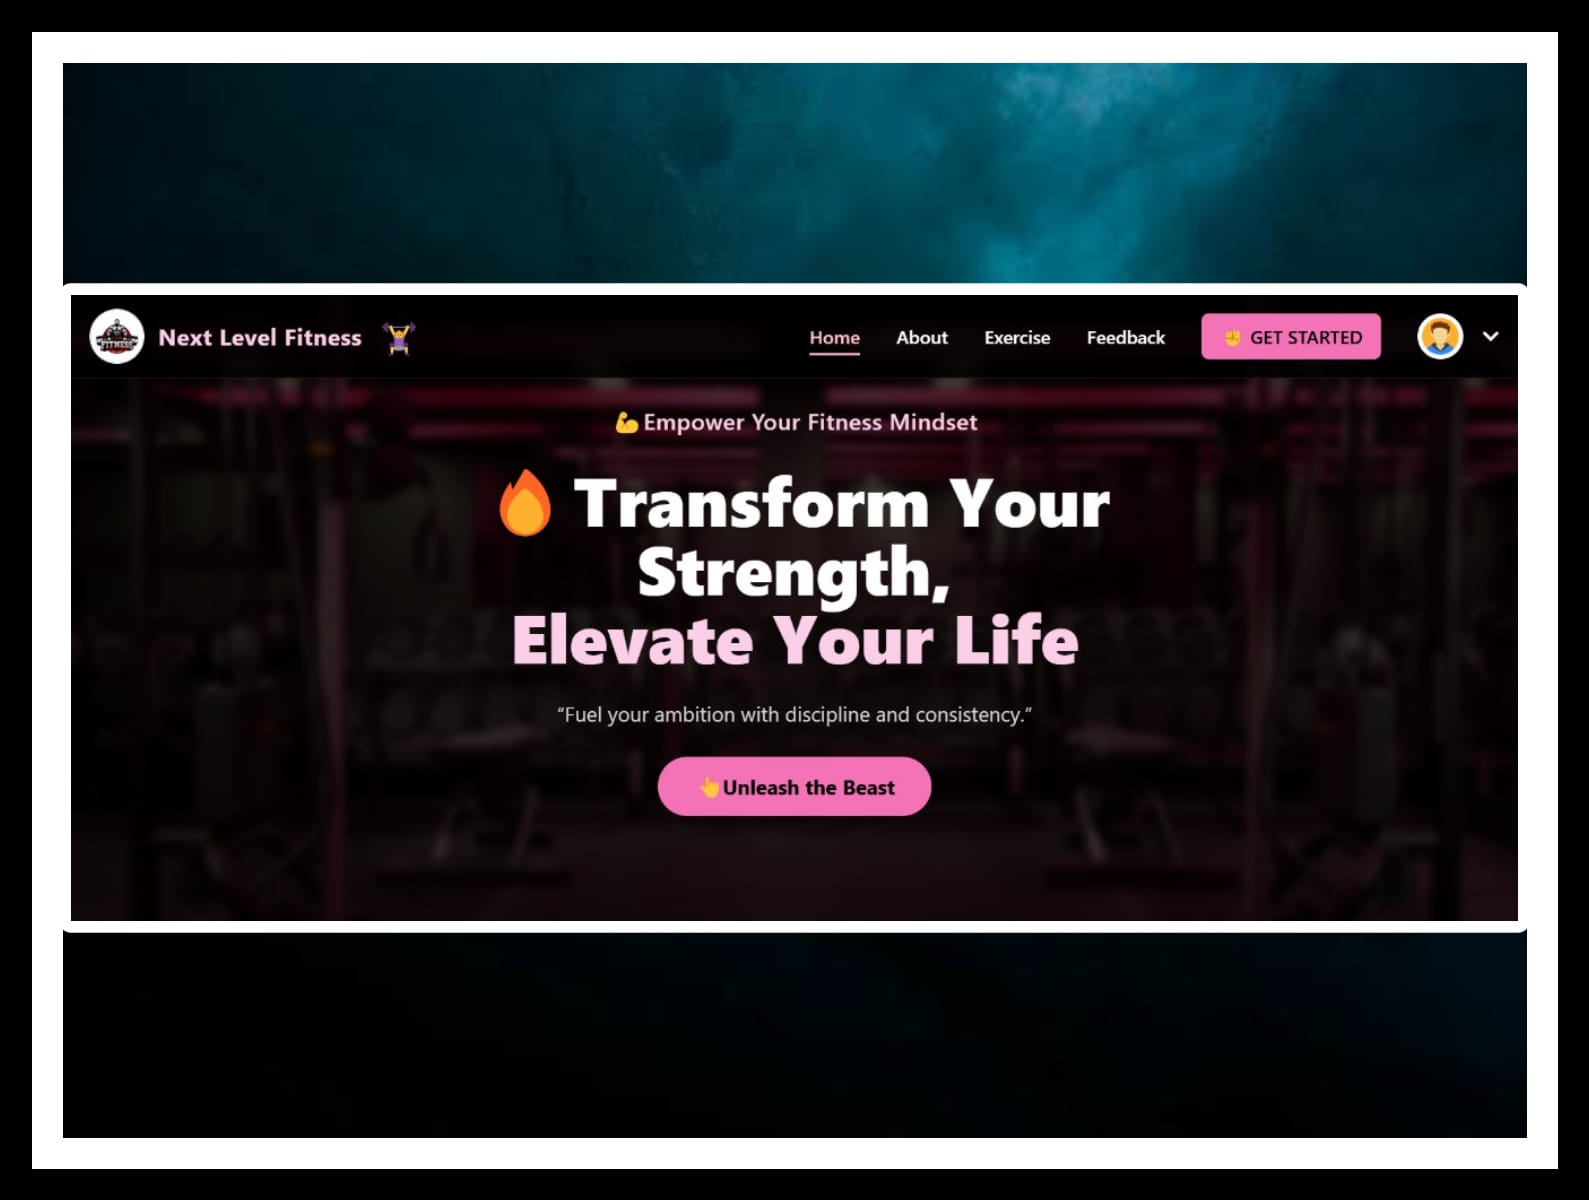 FITNESS
Next Level Fitness
Home
About
Exercise
Feedback
✊ GET STARTED
💪Empower Your Fitness Mindset
🔥 Transform Your
Strength,
Elevate Your Life
“Fuel your ambition with discipline and consistency.”
👆Unleash the Beast